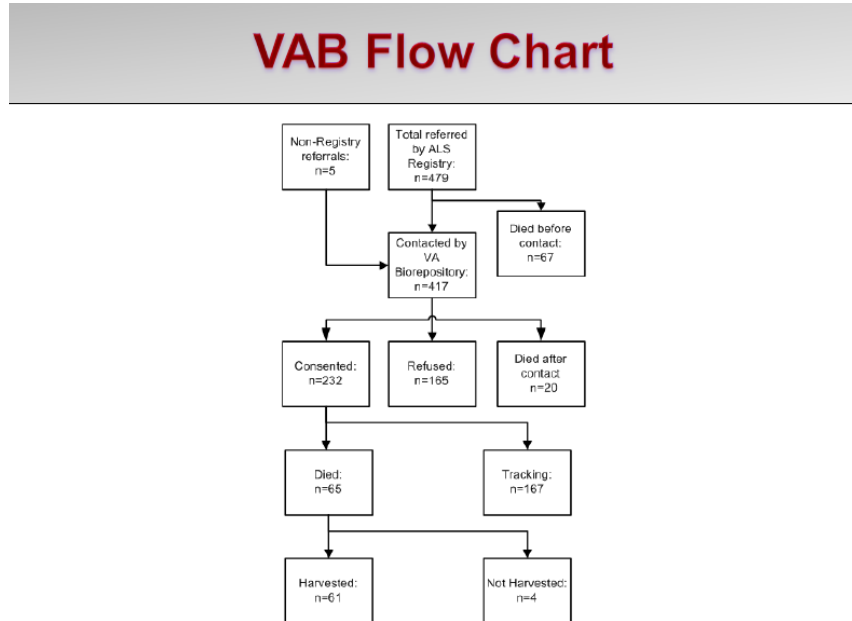 VAB Flow Chart
Non-Registry
referrals:
n=5
Total referred
by ALS
Registry:
n=479
Died before
contact:
n=67
Contacted by
VA
Biorepository:
n=417
Consented:
n=232
Refused:
n=165
Died after
contact
n=20
Died:
n=65
Tracking:
n=167
Harvested:
n=61
Not Harvested:
n=4